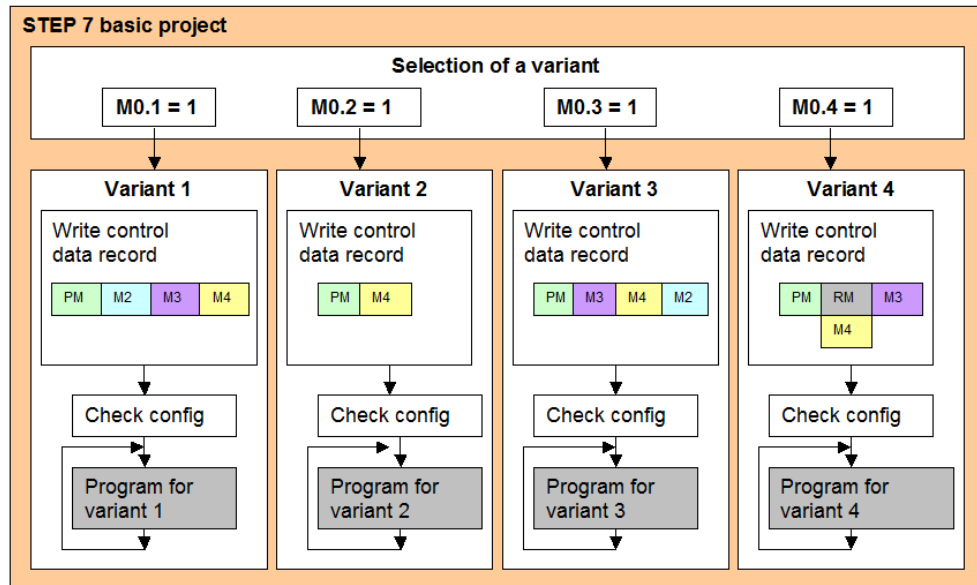 STEP 7 basic project
Selection of a variant
M0.1 = 1
M0.2 = 1
M0.3 = 1
M0.4 = 1
Variant 1
Write control
data record
PM M2 M3 M4
Check config
Program for
variant 1
Variant 2
Write control
data record
PM M4
Check config
Program for
variant 2
Variant 3
Write control
data record
PM M3 M4 M2
Check config
Program for
variant 3
Variant 4
Write control
data record
PM RM M3
M4
Check config
Program for
variant 4